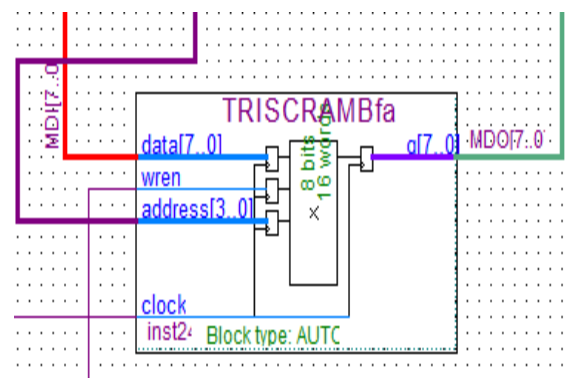 TRISCRAMBfa
MDI[7..0]
data[7..0]
wren
address[3..0]
clock
8 bits
x
16 words
q[7..0]
MDO[7..0]
Block type: AUTO